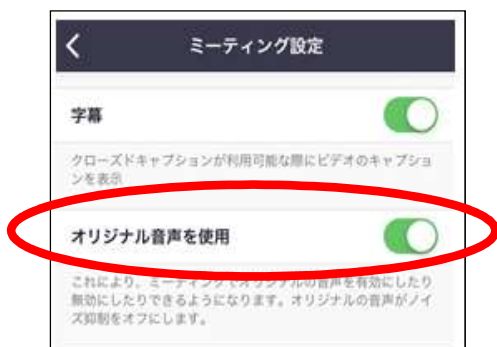 ミーティング設定
字幕
クローズドキャプションが利用可能な際にビデオのキャプショ
ンを表示
オリジナル音声を使用
これにより、ミーティングでオリジナルの音声を有効にしたり
無効にしたりできるようになります。オリジナルの音声がノイ
ズ抑制をオフにします。